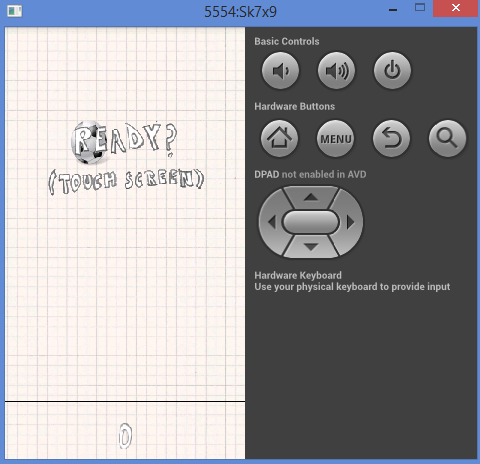 5554:Sk7x9
READY?
(TOUCH SCREEN)
0
Basic Controls
Hardware Buttons
MENU
DPAD not enabled in AVD
Hardware Keyboard
Use your physical keyboard to provide input